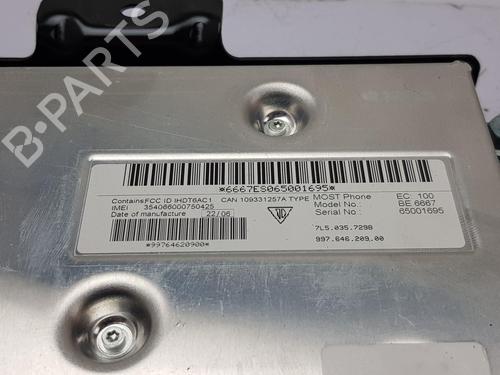 B-PARTS
*6667ES065001695*
Contains FCC ID IHDT6AC1 CAN 109331257A TYPE MOST Phone EC: 100
IMEI 354066000750425 Model No.: BE 6667
Date of manufacture 22/06 Serial No.: 65001695
7L5.035.729B
*99764620900* 997.646.209.00